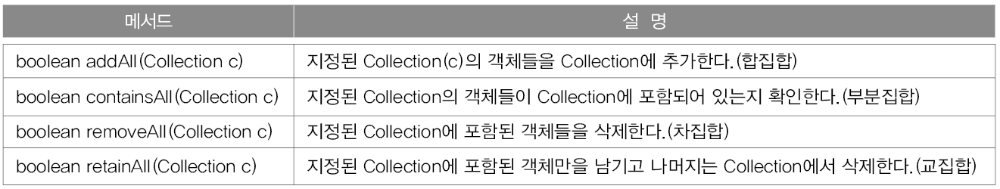 메서드 설 명
boolean addAll(Collection c) 지정된 Collection(c)의 객체들을 Collection에 추가한다.(합집합)
boolean containsAll(Collection c) 지정된 Collection의 객체들이 Collection에 포함되어 있는지 확인한다.(부분집합)
boolean removeAll(Collection c) 지정된 Collection에 포함된 객체들을 삭제한다.(차집합)
boolean retainAll(Collection c) 지정된 Collection에 포함된 객체만을 남기고 나머지는 Collection에서 삭제한다.(교집합)